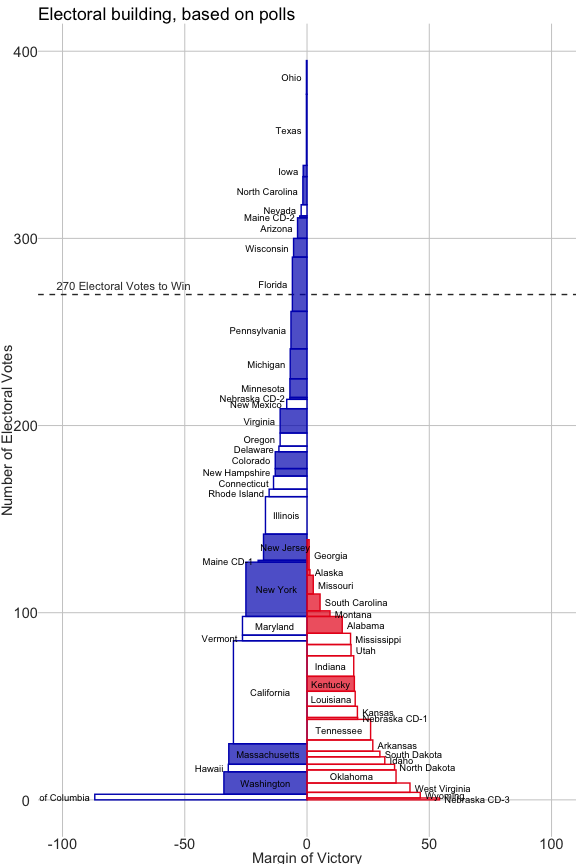 Electoral building, based on polls
400
Ohio
Texas
Iowa
North Carolina
Nevada
Maine CD-2
Arizona
300
Wisconsin
Florida
270 Electoral Votes to Win
Pennsylvania
Michigan
Minnesota
Nebraska CD-2
New Mexico
Virginia
200
Oregon
Delaware
Colorado
New Hampshire
Connecticut
Rhode Island
Illinois
New Jersey
Georgia
Maine CD-1
Alaska
Missouri
New York
South Carolina
Montana
100
Maryland
Alabama
Vermont
Mississippi
Utah
Indiana
California
Kentucky
Louisiana
Kansas
Nebraska CD-1
Tennessee
Massachusetts
Arkansas
South Dakota
Idaho
Hawaii
North Dakota
Washington
Oklahoma
West Virginia
Wyoming
of Columbia
Nebraska CD-3
0
Number of Electoral Votes
-100 -50 0 50 100
Margin of Victory